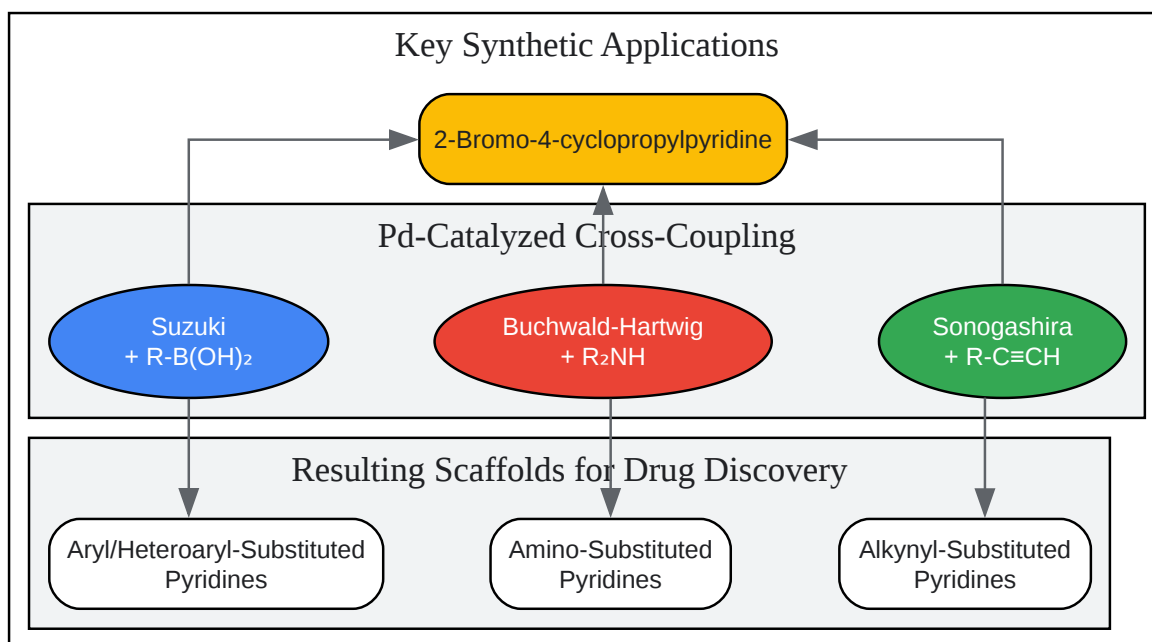 Key Synthetic Applications
2-Bromo-4-cyclopropylpyridine
Pd-Catalyzed Cross-Coupling
Suzuki
+ R-B(OH)₂
Buchwald-Hartwig
+ R₂NH
Sonogashira
+ R-C≡CH
Resulting Scaffolds for Drug Discovery
Aryl/Heteroaryl-Substituted
Pyridines
Amino-Substituted
Pyridines
Alkynyl-Substituted
Pyridines